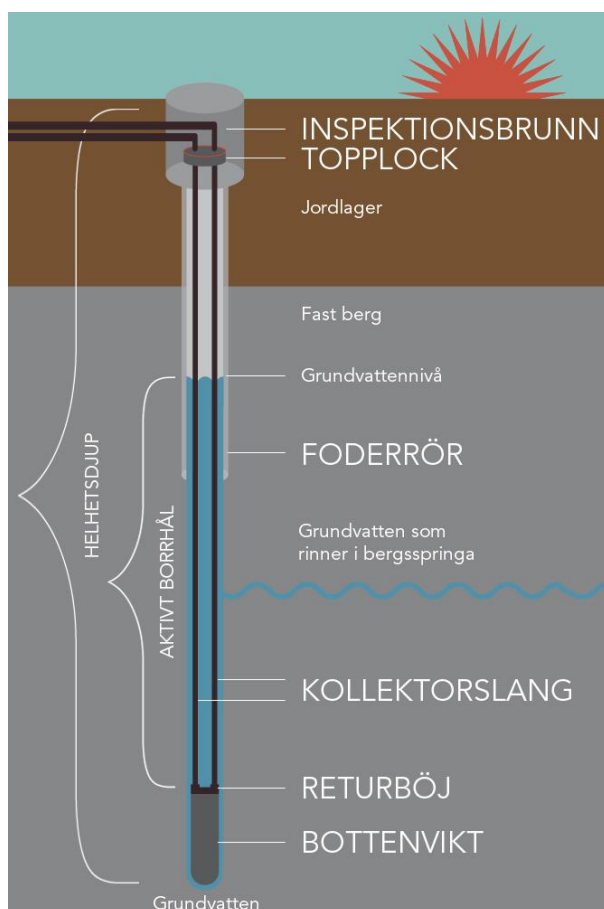 INSPEKTIONSBRUNN
TOPPLOCK
Jordlager
Fast berg
Grundvattennivå
FODERRÖR
Grundvatten som
rinner i bergsspringa
HELHETSDJUP
AKTIVT BORRHÅL
KOLLEKTORSLANG
RETURBÖJ
BOTTENVIKT
Grundvatten